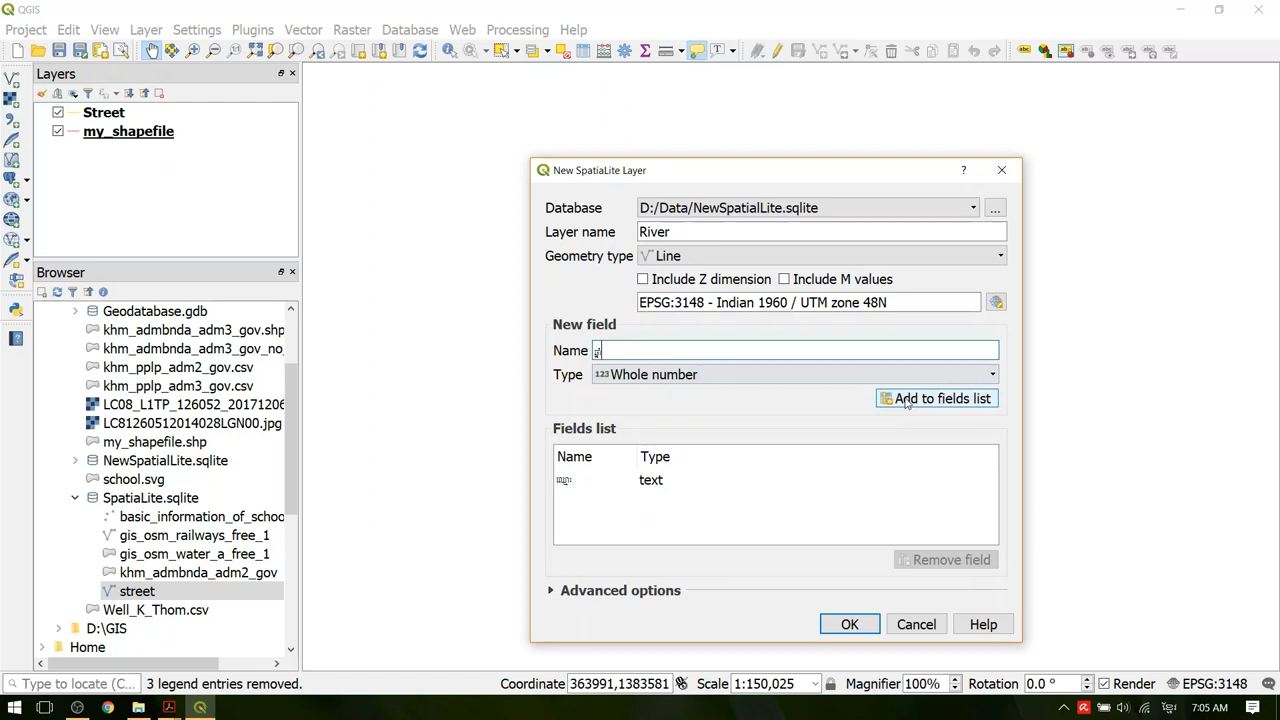 QGIS
Project Edit View Layer Settings Plugins Vector Raster Database Web Processing Help
Layers
Street
my_shapefile
Browser
Geodatabase.gdb
khm_admbnda_adm3_gov.shp
khm_admbnda_adm3_gov_no
khm_pplp_adm2_gov.csv
khm_pplp_adm3_gov.csv
LC08_L1TP_126052_20171206
LC81260512014028LGN00.jpg
my_shapefile.shp
NewSpatialLite.sqlite
school.svg
SpatiaLite.sqlite
basic_information_of_schoo
gis_osm_railways_free_1
gis_osm_water_a_free_1
khm_admbnda_adm2_gov
street
Well_K_Thom.csv
D:\GIS
Home
New SpatiaLite Layer
Database D:/Data/NewSpatialLite.sqlite ...
Layer name River
Geometry type Line
Include Z dimension Include M values
EPSG:3148 - Indian 1960 / UTM zone 48N
New field
Name
Type 123 Whole number
Add to fields list
Fields list
Name Type
ឈ្មោះ text
Remove field
Advanced options
OK Cancel Help
Type to locate (C... 3 legend entries removed. Coordinate 363991,1383581 Scale 1:150,025 Magnifier 100% Rotation 0.0 ° Render EPSG:3148
7:05 AM